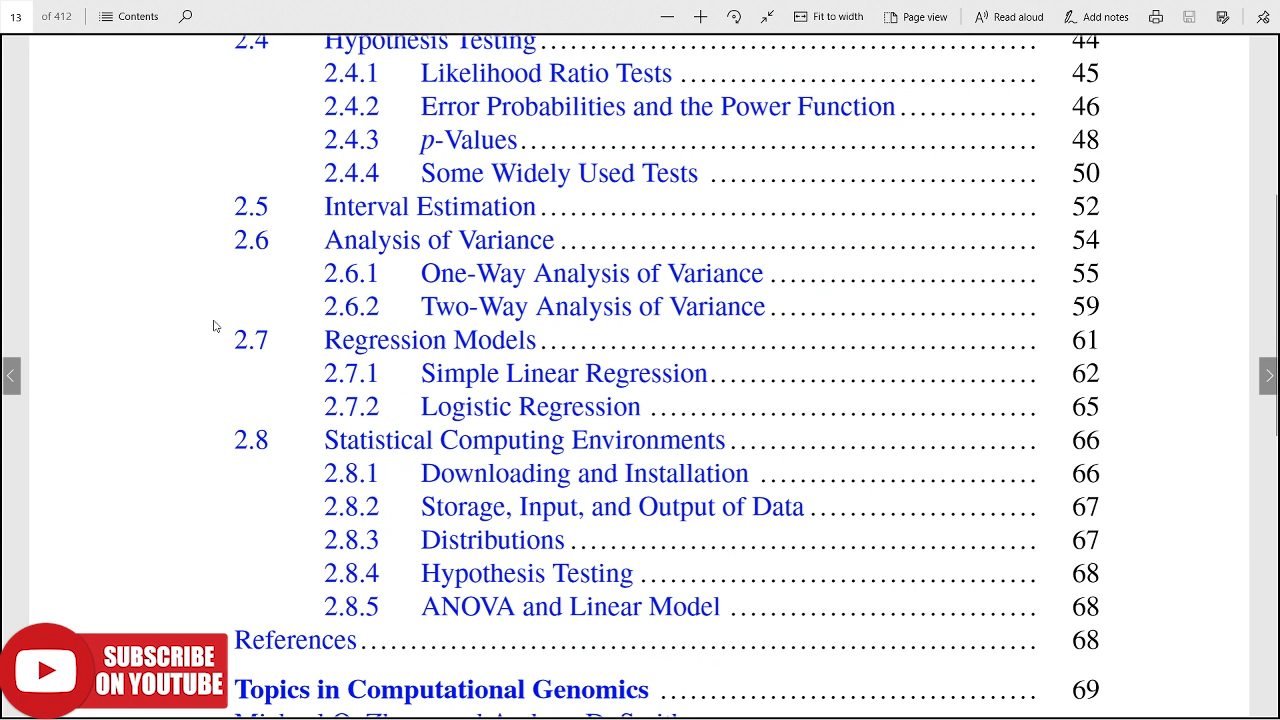 13 of 412 Contents Fit to width Page view Read aloud Add notes
2.4 Hypothesis Testing 44
2.4.1 Likelihood Ratio Tests 45
2.4.2 Error Probabilities and the Power Function 46
2.4.3 p-Values 48
2.4.4 Some Widely Used Tests 50
2.5 Interval Estimation 52
2.6 Analysis of Variance 54
2.6.1 One-Way Analysis of Variance 55
2.6.2 Two-Way Analysis of Variance 59
2.7 Regression Models 61
2.7.1 Simple Linear Regression 62
2.7.2 Logistic Regression 65
2.8 Statistical Computing Environments 66
2.8.1 Downloading and Installation 66
2.8.2 Storage, Input, and Output of Data 67
2.8.3 Distributions 67
2.8.4 Hypothesis Testing 68
2.8.5 ANOVA and Linear Model 68
References 68
SUBSCRIBE
ON YOUTUBE
Topics in Computational Genomics 69